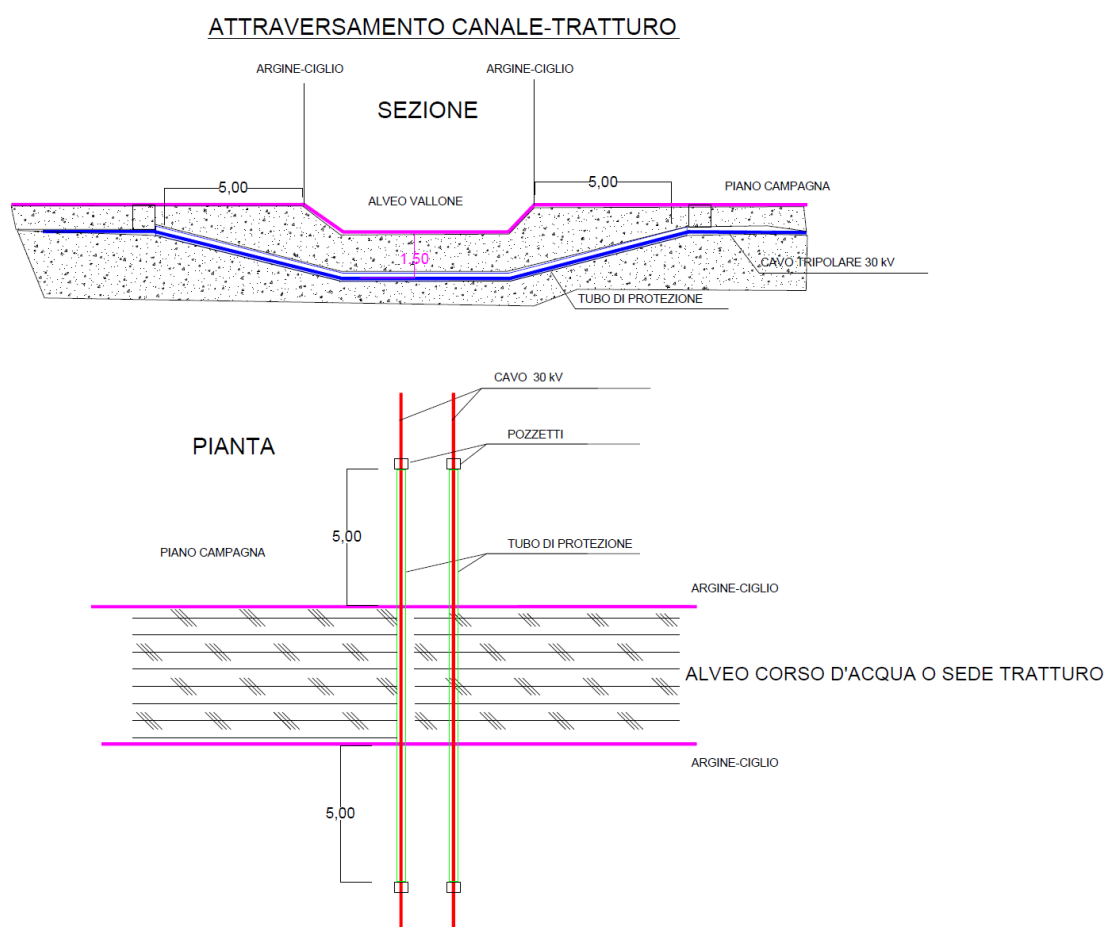 ATTRAVERSAMENTO CANALE-TRATTURO
ARGINE-CIGLIO
ARGINE-CIGLIO
SEZIONE
5,00
5,00
PIANO CAMPAGNA
ALVEO VALLONE
1.50
CAVO TRIPOLARE 30 kV
TUBO DI PROTEZIONE
CAVO 30 kV
POZZETTI
PIANTA
5,00
TUBO DI PROTEZIONE
PIANO CAMPAGNA
ARGINE-CIGLIO
ALVEO CORSO D'ACQUA O SEDE TRATTURO
ARGINE-CIGLIO
5,00